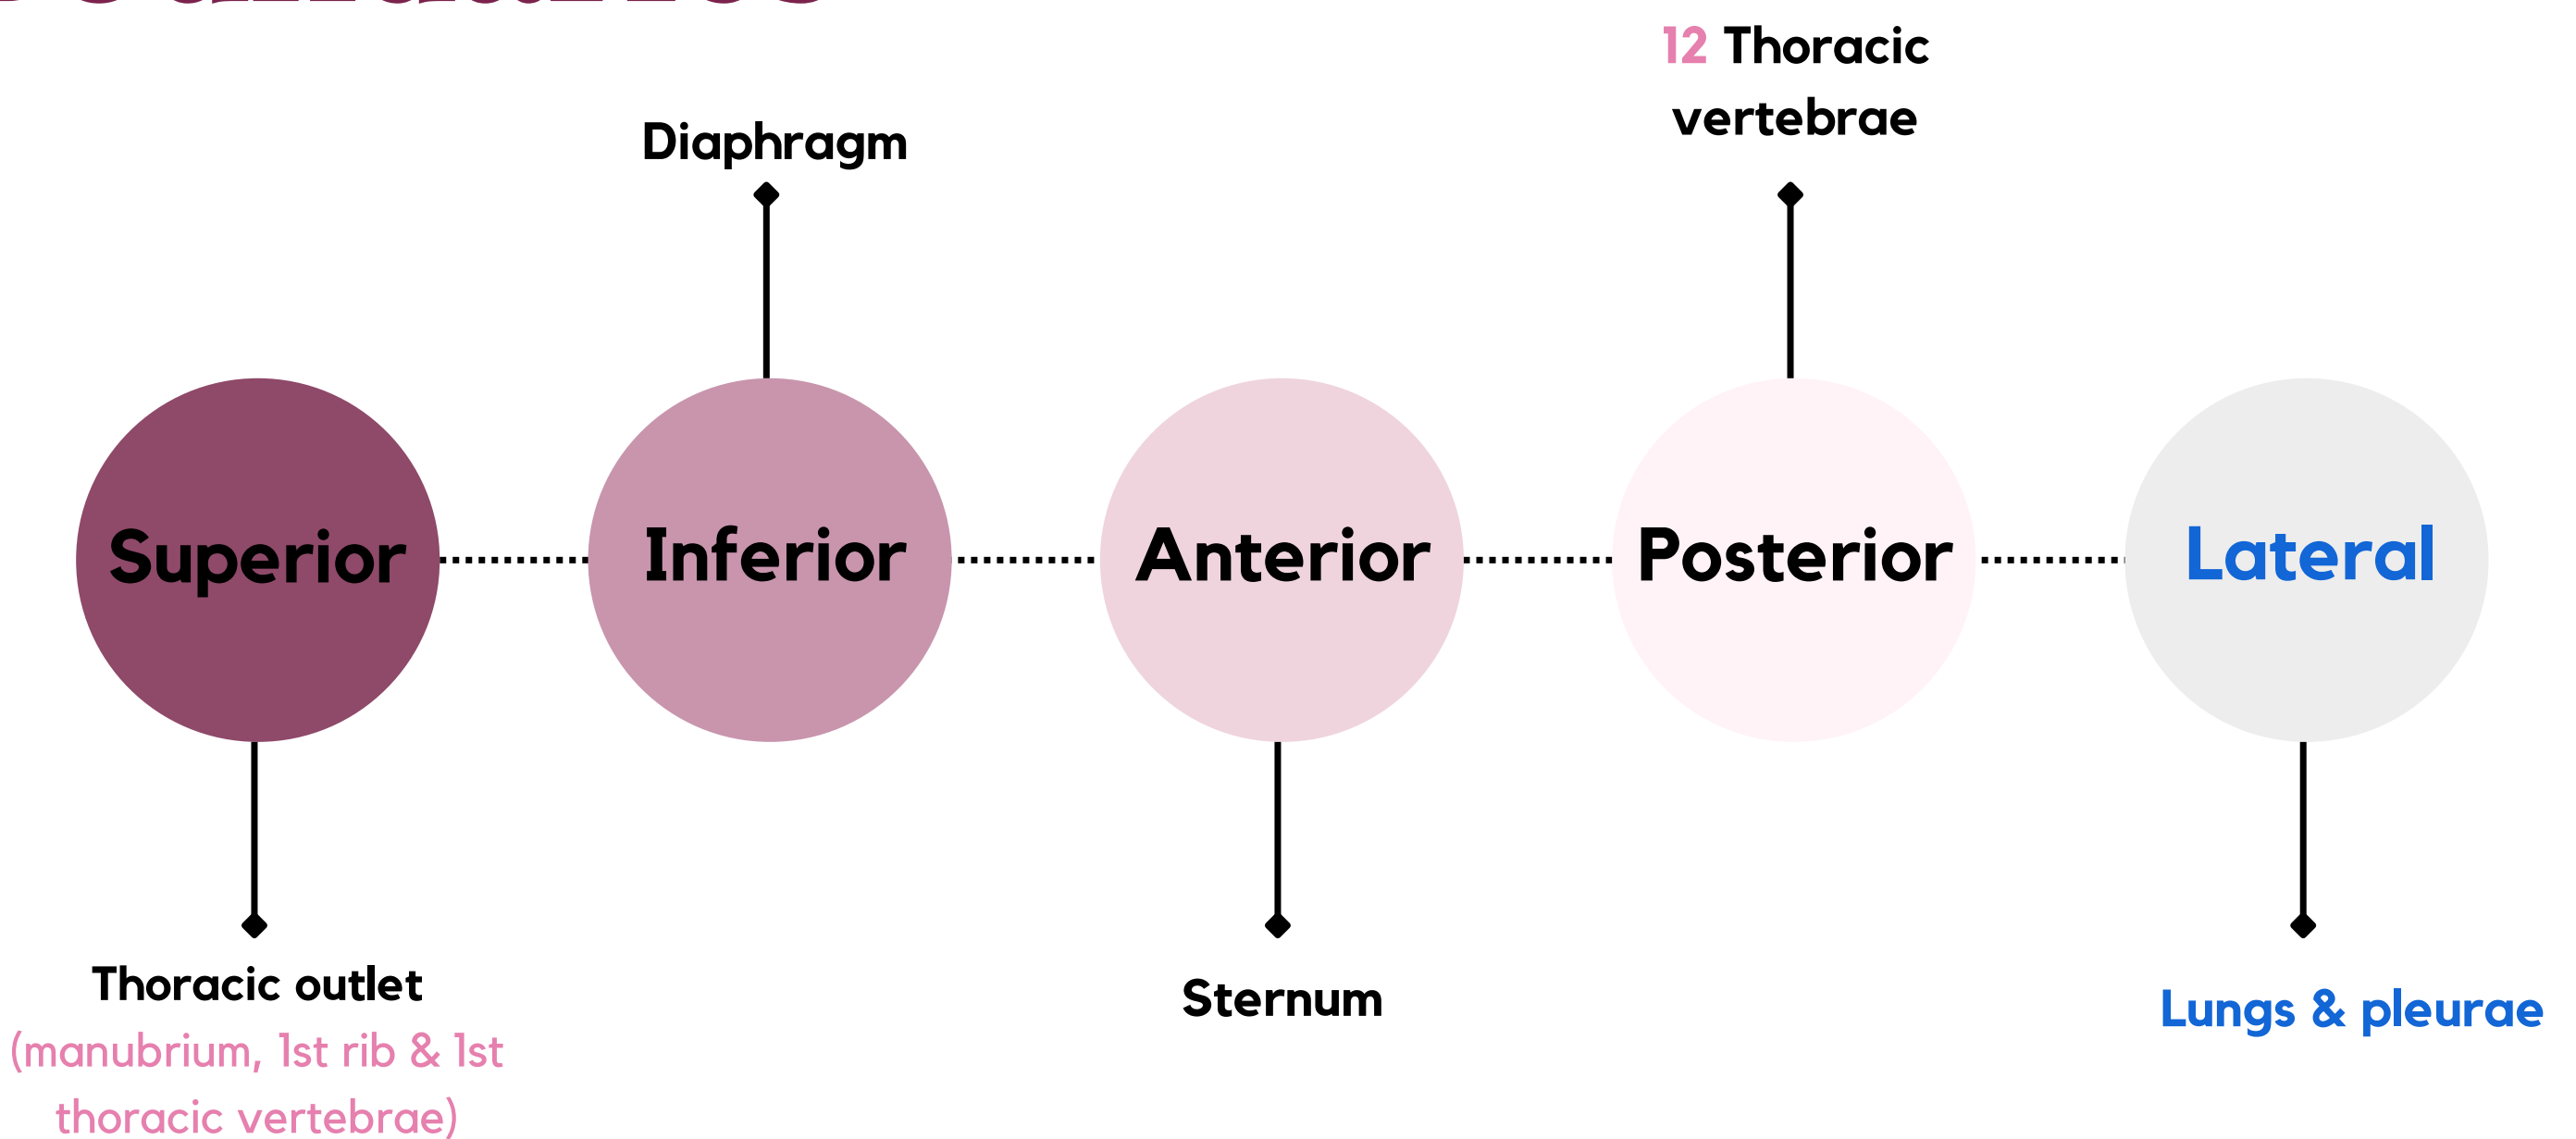 12 Thoracic
vertebrae
Diaphragm
Superior
Inferior
Anterior
Posterior
Lateral
Thoracic outlet
(manubrium, 1st rib & 1st
thoracic vertebrae)
Sternum
Lungs & pleurae